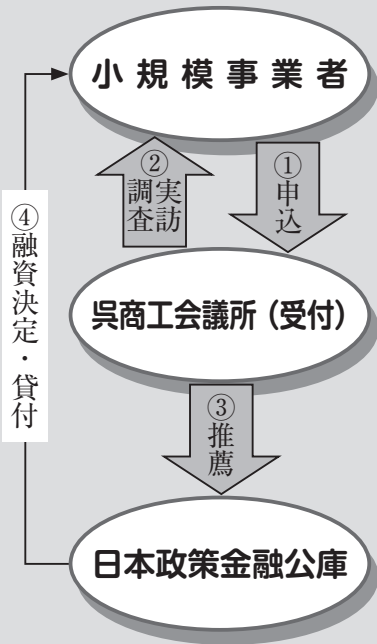 小規模事業者
①申込
②実訪
調査
呉商工会議所（受付）
③推薦
日本政策金融公庫
④融資決定・貸付